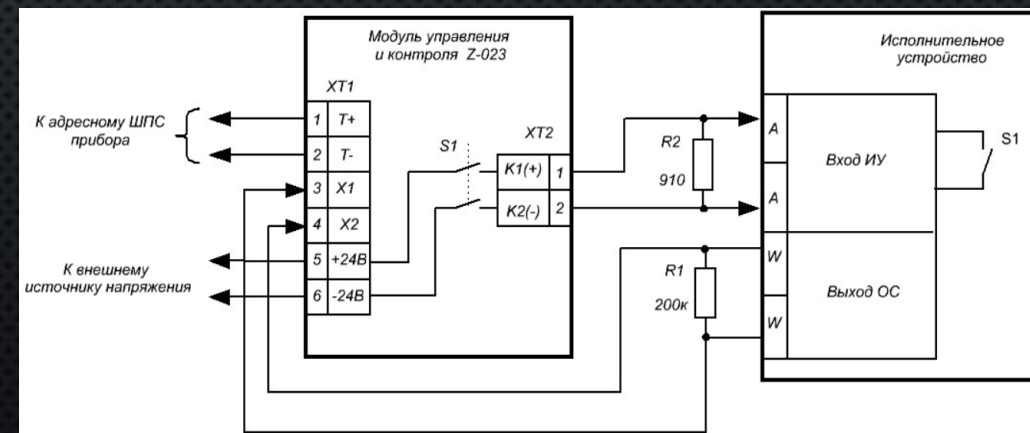 Модуль управления
и контроля Z-023
Исполнительное
устройство
XT1
К адресному ШПС
прибора
1 T+
2 T-
3 X1
4 X2
5 +24В
6 -24В
К внешнему
источнику напряжения
S1
XT2
K1(+) 1
K2(-) 2
R2
910
R1
200к
A
A
W
W
Вход ИУ
Выход ОС
S1